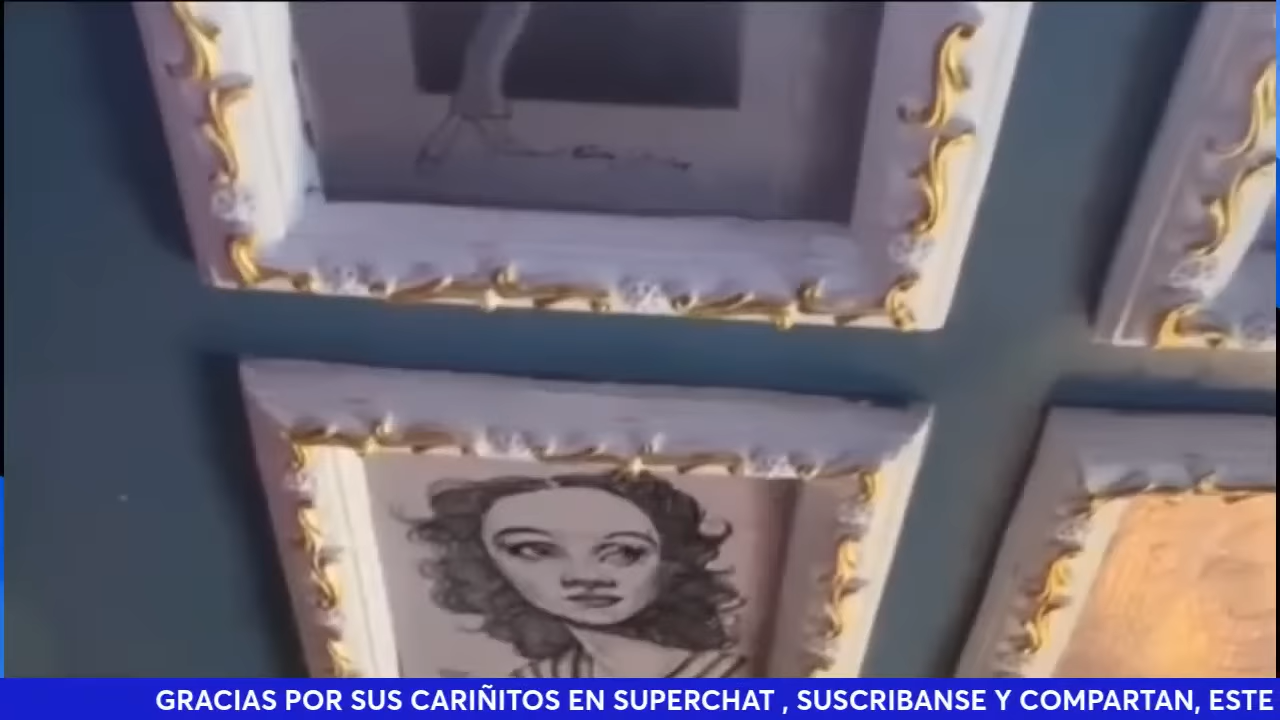 GRACIAS POR SUS CARIÑITOS EN SUPERCHAT , SUSCRIBANSE Y COMPARTAN, ESTE